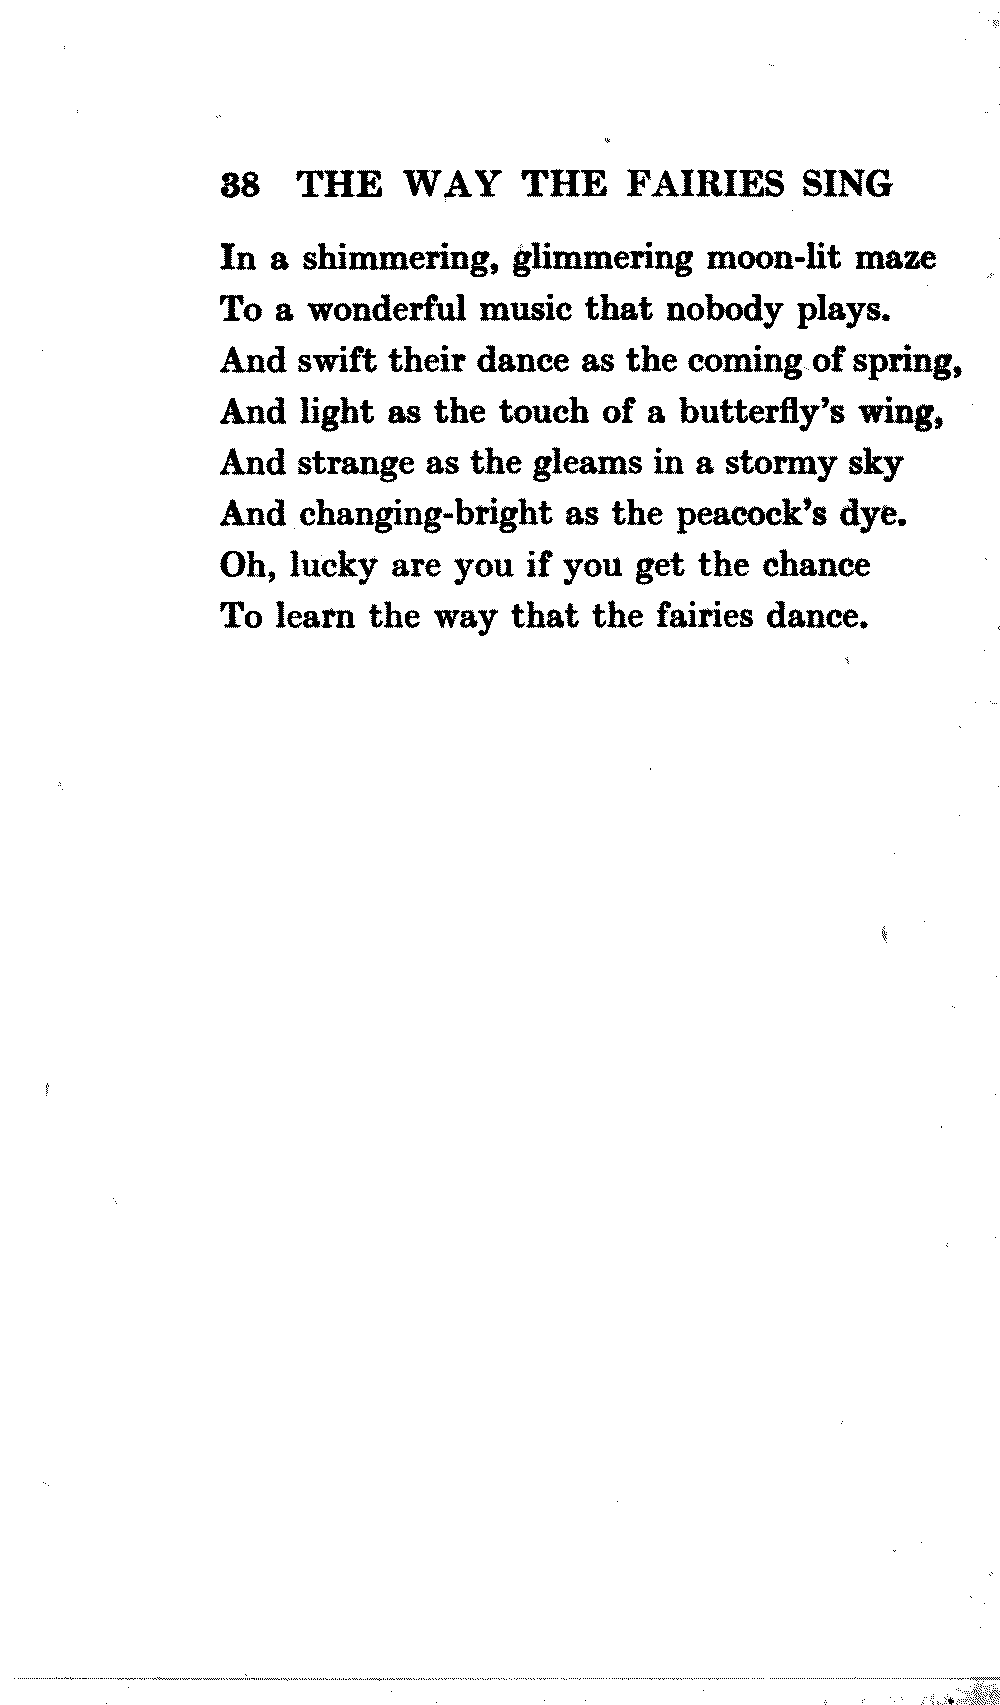 38 THE WAY THE FAIRIES SING
In a shimmering, glimmering moon-lit maze
To a wonderful music that nobody plays.
And swift their dance as the coming of spring,
And light as the touch of a butterfly's wing,
And strange as the gleams in a stormy sky
And changing-bright as the peacock's dye.
Oh, lucky are you if you get the chance
To learn the way that the fairies dance.